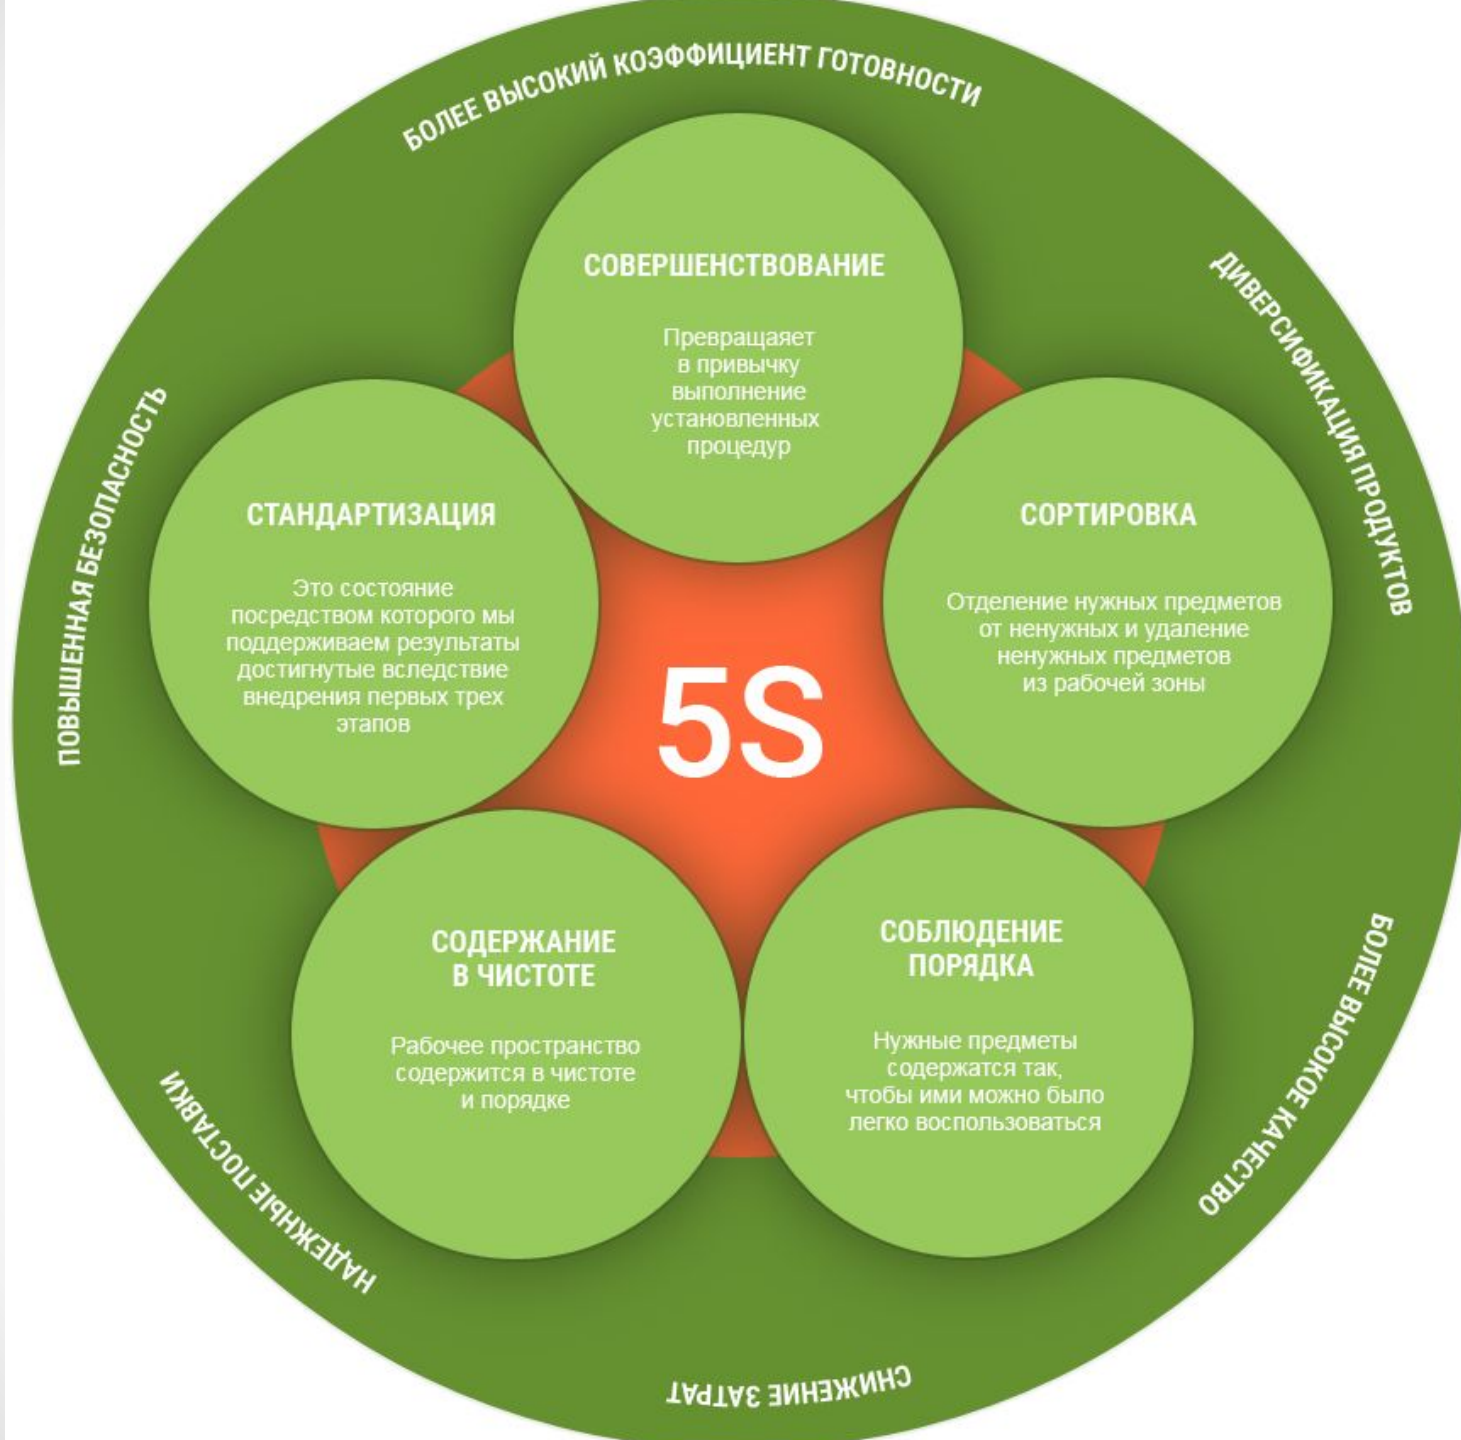 БОЛЕЕ ВЫСОКИЙ КОЭФФИЦИЕНТ ГОТОВНОСТИ
ДИВЕРСИФИКАЦИЯ ПРОДУКТОВ
БОЛЕЕ ВЫСОКОЕ КАЧЕСТВО
СНИЖЕНИЕ ЗАТРАТ
НАДЕЖНЫЕ ПОСТАВКИ
ПОВЫШЕННАЯ БЕЗОПАСНОСТЬ
СОВЕРШЕНСТВОВАНИЕ
Превращаяет
в привычку
выполнение
установленных
процедур
СОРТИРОВКА
Отделение нужных предметов
от ненужных и удаление
ненужных предметов
из рабочей зоны
СОБЛЮДЕНИЕ
ПОРЯДКА
Нужные предметы
содержатся так,
чтобы ими можно было
легко воспользоваться
СОДЕРЖАНИЕ
В ЧИСТОТЕ
Рабочее пространство
содержится в чистоте
и порядке
СТАНДАРТИЗАЦИЯ
Это состояние
посредством которого мы
поддерживаем результаты
достигнутые вследствие
внедрения первых трех
этапов
5S